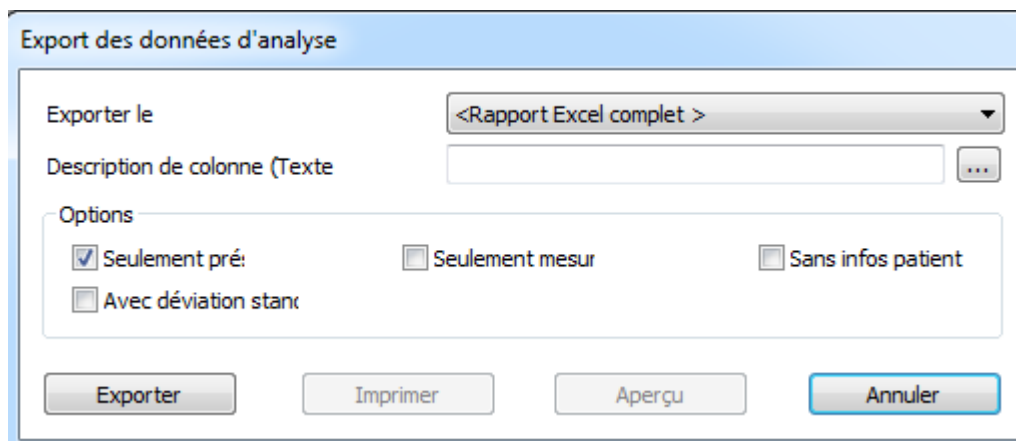 Export des données d'analyse
Exporter le <Rapport Excel complet >
Description de colonne (Texte ...
Options
Seulement pré: Seulement mesur Sans infos patient
Avec déviation stanc
Exporter Imprimer Aperçu Annuler